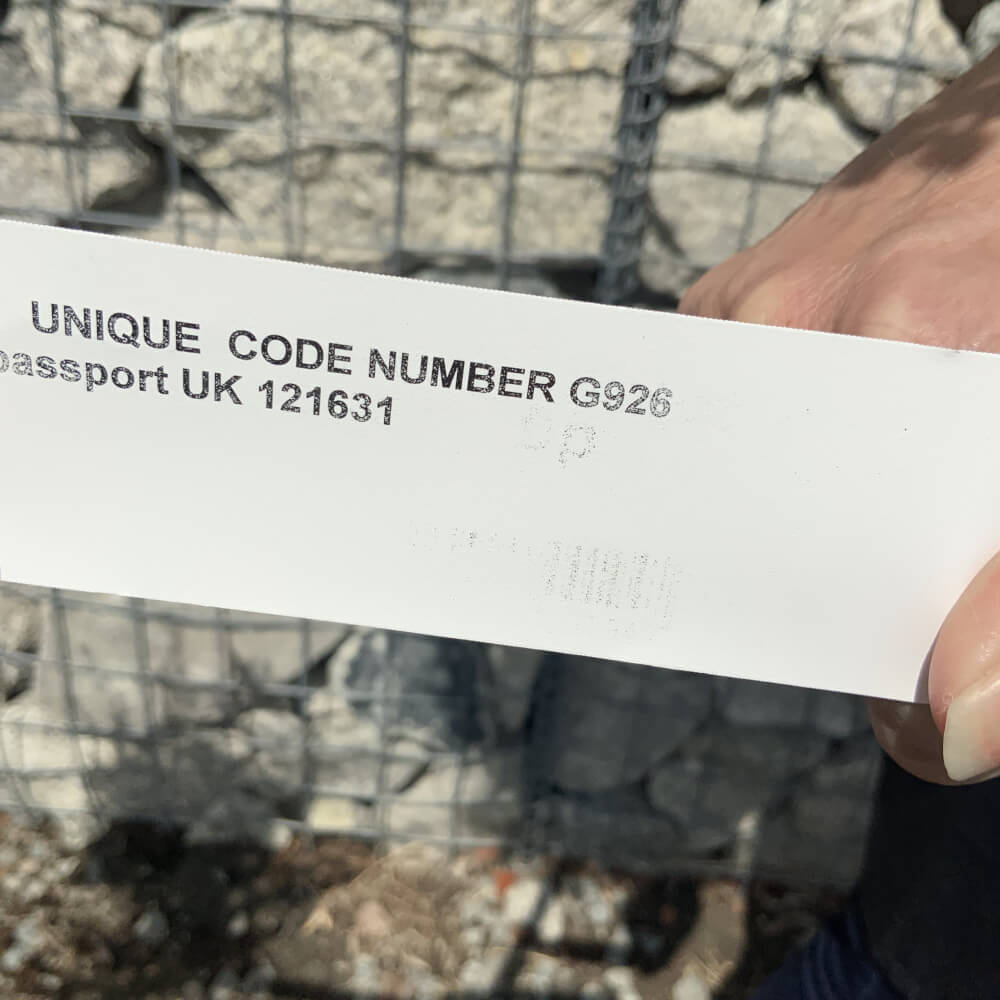 UNIQUE CODE NUMBER G926
passport UK 121631
p